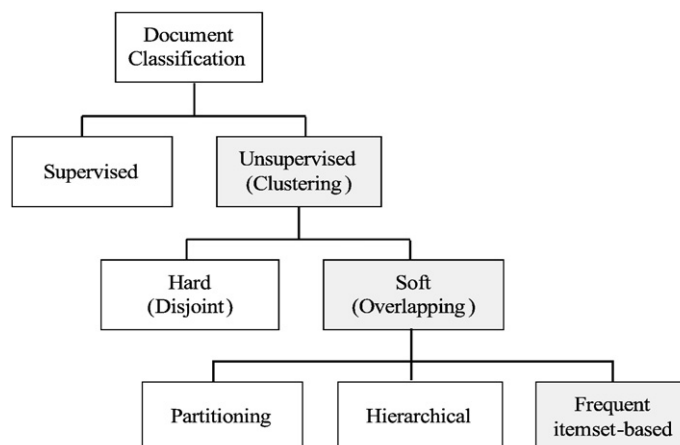 Document
Classification
Supervised
Unsupervised
(Clustering)
Hard
(Disjoint)
Soft
(Overlapping)
Partitioning
Hierarchical
Frequent
itemset-based